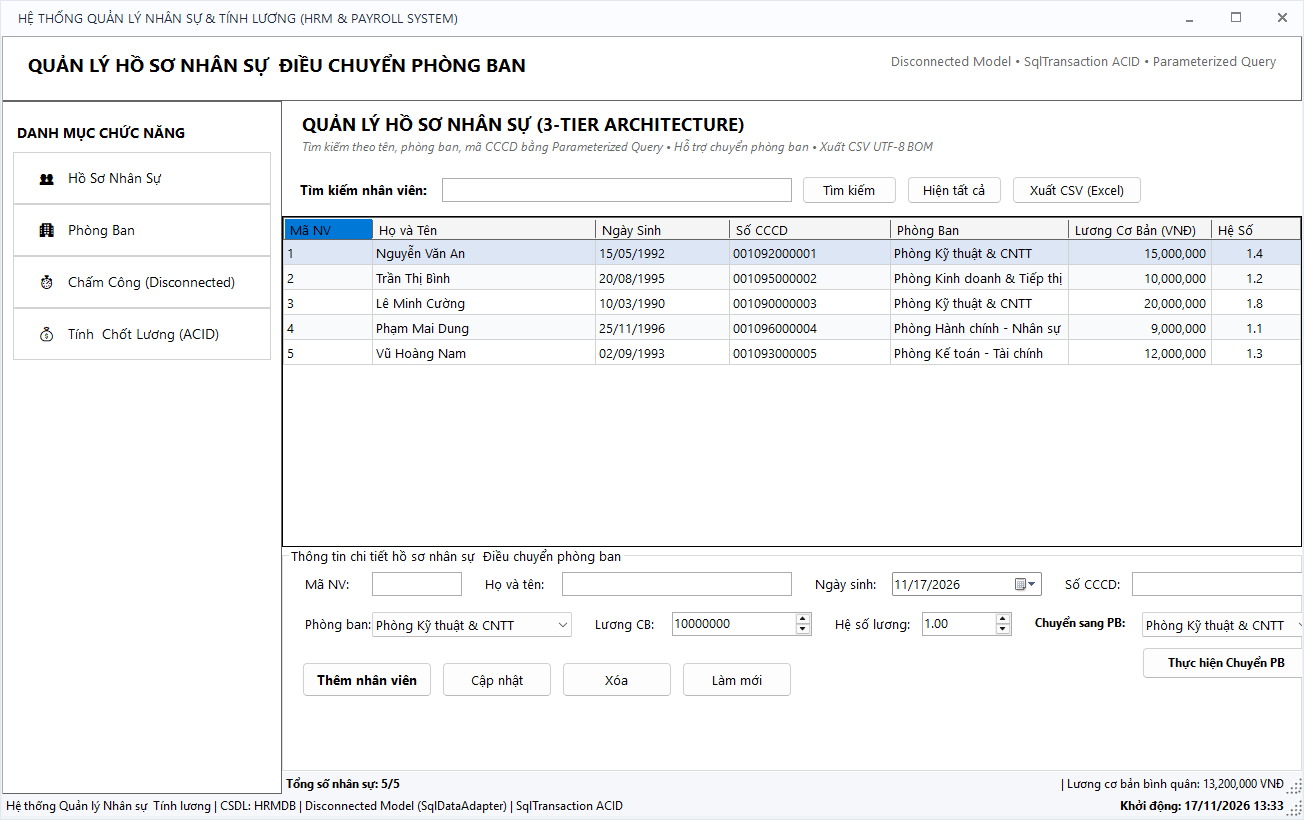 HỆ THỐNG QUẢN LÝ NHÂN SỰ & TÍNH LƯƠNG (HRM & PAYROLL SYSTEM)
QUẢN LÝ HỒ SƠ NHÂN SỰ ĐIỀU CHUYỂN PHÒNG BAN
Disconnected Model • SqlTransaction ACID • Parameterized Query
DANH MỤC CHỨC NĂNG
Hồ Sơ Nhân Sự
Phòng Ban
Chấm Công (Disconnected)
Tính Chốt Lương (ACID)
QUẢN LÝ HỒ SƠ NHÂN SỰ (3-TIER ARCHITECTURE)
Tìm kiếm theo tên, phòng ban, mã CCCD bằng Parameterized Query • Hỗ trợ chuyển phòng ban • Xuất CSV UTF-8 BOM
Tìm kiếm nhân viên: Tìm kiếm Hiện tất cả Xuất CSV (Excel)
Mã NV Họ và Tên Ngày Sinh Số CCCD Phòng Ban Lương Cơ Bản (VNĐ) Hệ Số
1 Nguyễn Văn An 15/05/1992 001092000001 Phòng Kỹ thuật & CNTT 15,000,000 1.4
2 Trần Thị Bình 20/08/1995 001095000002 Phòng Kinh doanh & Tiếp thị 10,000,000 1.2
3 Lê Minh Cường 10/03/1990 001090000003 Phòng Kỹ thuật & CNTT 20,000,000 1.8
4 Phạm Mai Dung 25/11/1996 001096000004 Phòng Hành chính - Nhân sự 9,000,000 1.1
5 Vũ Hoàng Nam 02/09/1993 001093000005 Phòng Kế toán - Tài chính 12,000,000 1.3
Thông tin chi tiết hồ sơ nhân sự Điều chuyển phòng ban
Mã NV: Họ và tên: Ngày sinh: 11/17/2026 Số CCCD:
Phòng ban: Phòng Kỹ thuật & CNTT Lương CB: 10000000 Hệ số lương: 1.00 Chuyển sang PB: Phòng Kỹ thuật & CNTT
Thực hiện Chuyển PB
Thêm nhân viên Cập nhật Xóa Làm mới
Tổng số nhân sự: 5/5 | Lương cơ bản bình quân: 13,200,000 VNĐ
Hệ thống Quản lý Nhân sự Tính lương | CSDL: HRMDB | Disconnected Model (SqlDataAdapter) | SqlTransaction ACID Khởi động: 17/11/2026 13:33